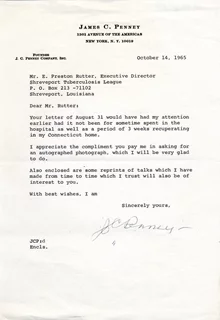 JAMES C. PENNEY
1301 AVENUE OF THE AMERICAS
NEW YORK, N. Y. 10019
FOUNDER
J. C. PENNEY COMPANY, INC.
October 14, 1965
Mr. E. Preston Rutter, Executive Director
Shreveport Tuberculosis League
P. O. Box 213 -71102
Shreveport, Louisiana
Dear Mr. Rutter:
Your letter of August 31 would have had my attention
earlier had it not been for sometime spent in the
hospital as well as a period of 3 weeks recuperating
in my Connecticut home.
I appreciate the compliment you pay me in asking for
an autographed photograph, which I will be very glad
to do.
Also enclosed are some reprints of talks which I have
made from time to time which I trust will also be of
interest to you.
With best wishes, I am
Sincerely yours,
J C Penney
JCP:d
Encls.